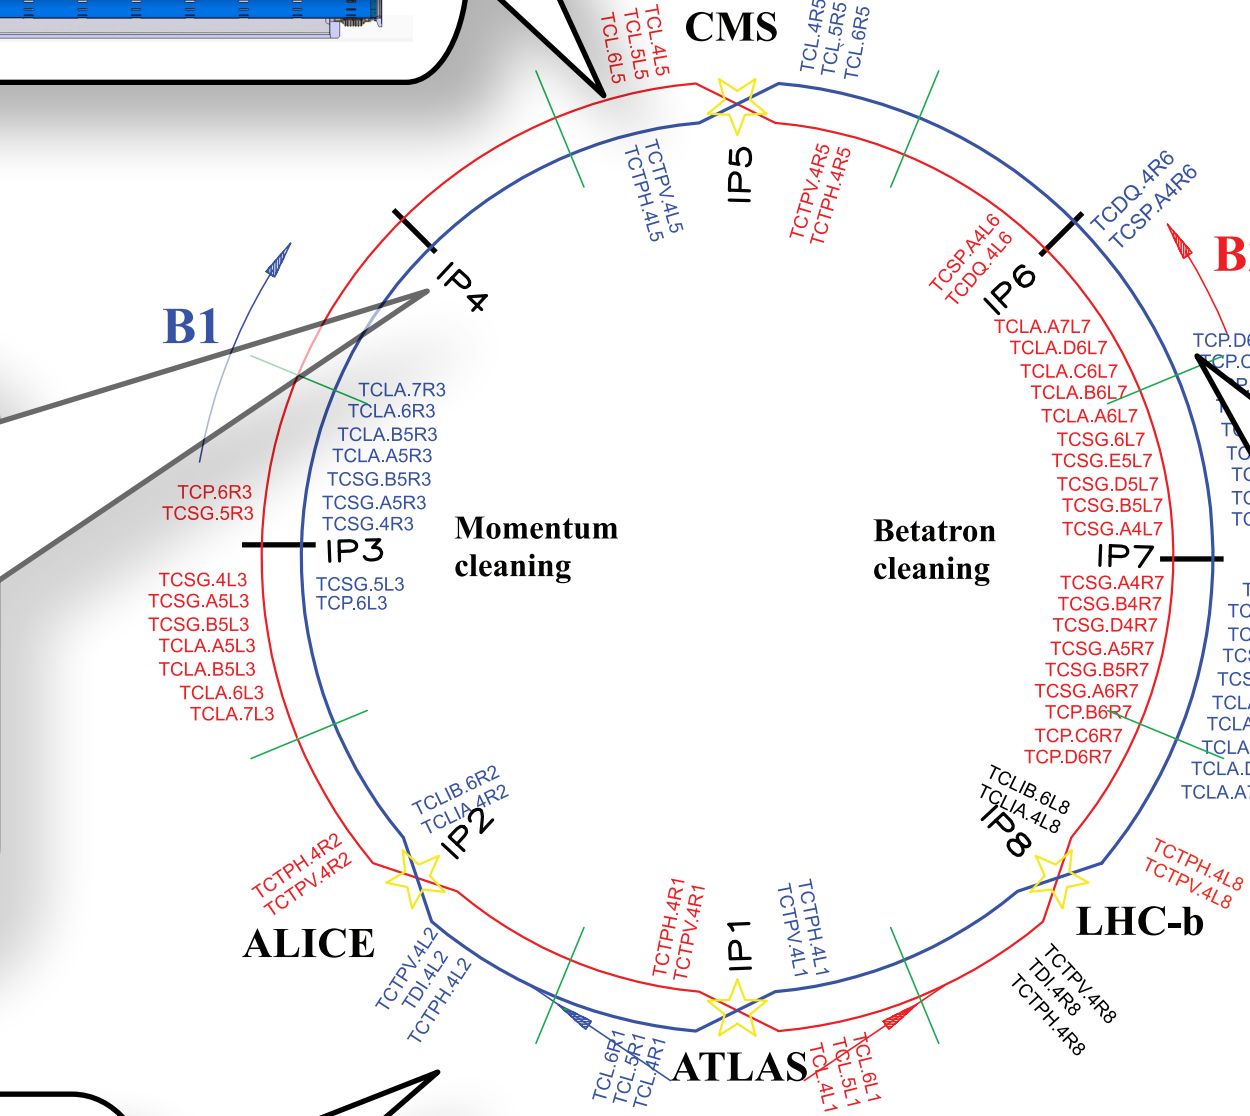 CMS
TCL.4L5
TCL.5L5
TCL.6L5
TCL.4R5
TCL.5R5
TCL.6R5
IP5
TCTPV.4L5
TCTPH.4L5
TCTPV.4R5
TCTPH.4R5
TCDQ.4R6
TCSP.A4R6
TCSP.A4L6
TCDQ.4L6
IP6
IP4
B1
TCLA.7R3
TCLA.6R3
TCLA.B5R3
TCLA.A5R3
TCSG.B5R3
TCSG.A5R3
TCSG.4R3
TCP.6R3
TCSG.5R3
IP3
Momentum
cleaning
TCSG.5L3
TCP.6L3
TCSG.4L3
TCSG.A5L3
TCSG.B5L3
TCLA.A5L3
TCLA.B5L3
TCLA.6L3
TCLA.7L3
TCLA.A7L7
TCLA.D6L7
TCLA.C6L7
TCLA.B6L7
TCLA.A6L7
TCSG.6L7
TCSG.E5L7
TCSG.D5L7
TCSG.B5L7
TCSG.A4L7
Betatron
cleaning
IP7
TCSG.A4R7
TCSG.B4R7
TCSG.D4R7
TCSG.A5R7
TCSG.B5R7
TCSG.A6R7
TCP.B6R7
TCP.C6R7
TCP.D6R7
TCLIB.6R2
TCLIA.4R2
IP2
TCTPH.4R2
TCTPV.4R2
ALICE
TCTPV.4L2
TDI.4L2
TCTPH.4L2
TCLIB.6L8
TCLIA.4L8
IP8
TCTPH.4L8
TCTPV.4L8
LHC-b
TCTPV.4R8
TDI.4R8
TCTPH.4R8
TCTPH.4R1
TCTPV.4R1
IP1
TCTPH.4L1
TCTPV.4L1
TCL.6R1
TCL.5R1
TCL.4R1
ATLAS
TCL.6L1
TCL.5L1
TCL.4L1